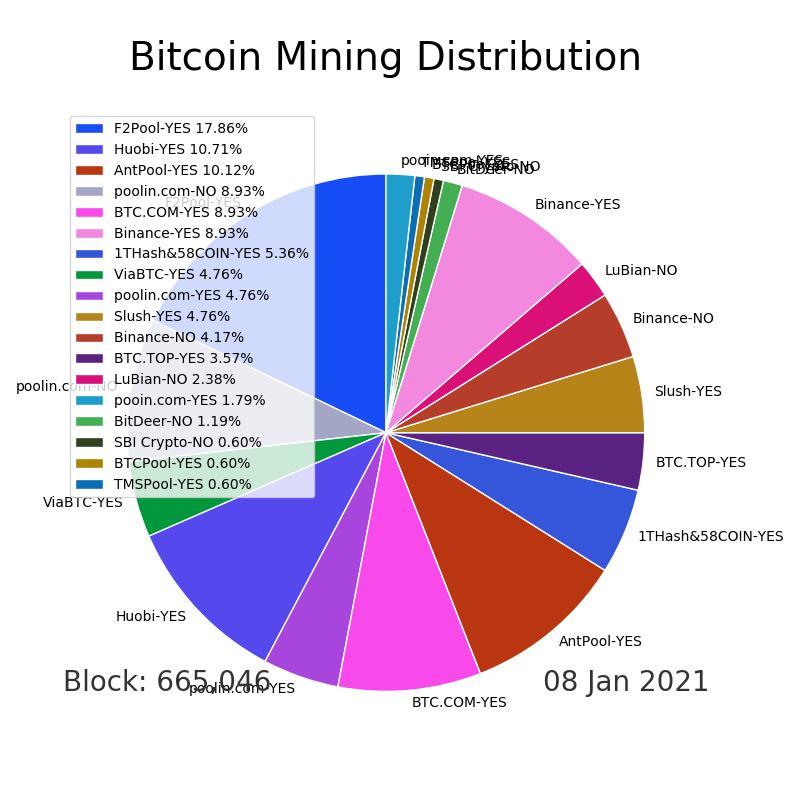 Bitcoin Mining Distribution
F2Pool-YES 17.86%
Huobi-YES 10.71%
AntPool-YES 10.12%
poolin.com-NO 8.93%
BTC.COM-YES 8.93%
Binance-YES 8.93%
1THash&58COIN-YES 5.36%
ViaBTC-YES 4.76%
poolin.com-YES 4.76%
Slush-YES 4.76%
Binance-NO 4.17%
BTC.TOP-YES 3.57%
LuBian-NO 2.38%
pooin.com-YES 1.79%
BitDeer-NO 1.19%
SBI Crypto-NO 0.60%
BTCPool-YES 0.60%
TMSPool-YES 0.60%
F2Pool-YES
poolin.com-NO
ViaBTC-YES
Huobi-YES
poolin.com-YES
BTC.COM-YES
AntPool-YES
1THash&58COIN-YES
BTC.TOP-YES
Slush-YES
Binance-NO
LuBian-NO
Binance-YES
BitDeer-NO
pooin.com-YES
Block: 665,046
08 Jan 2021